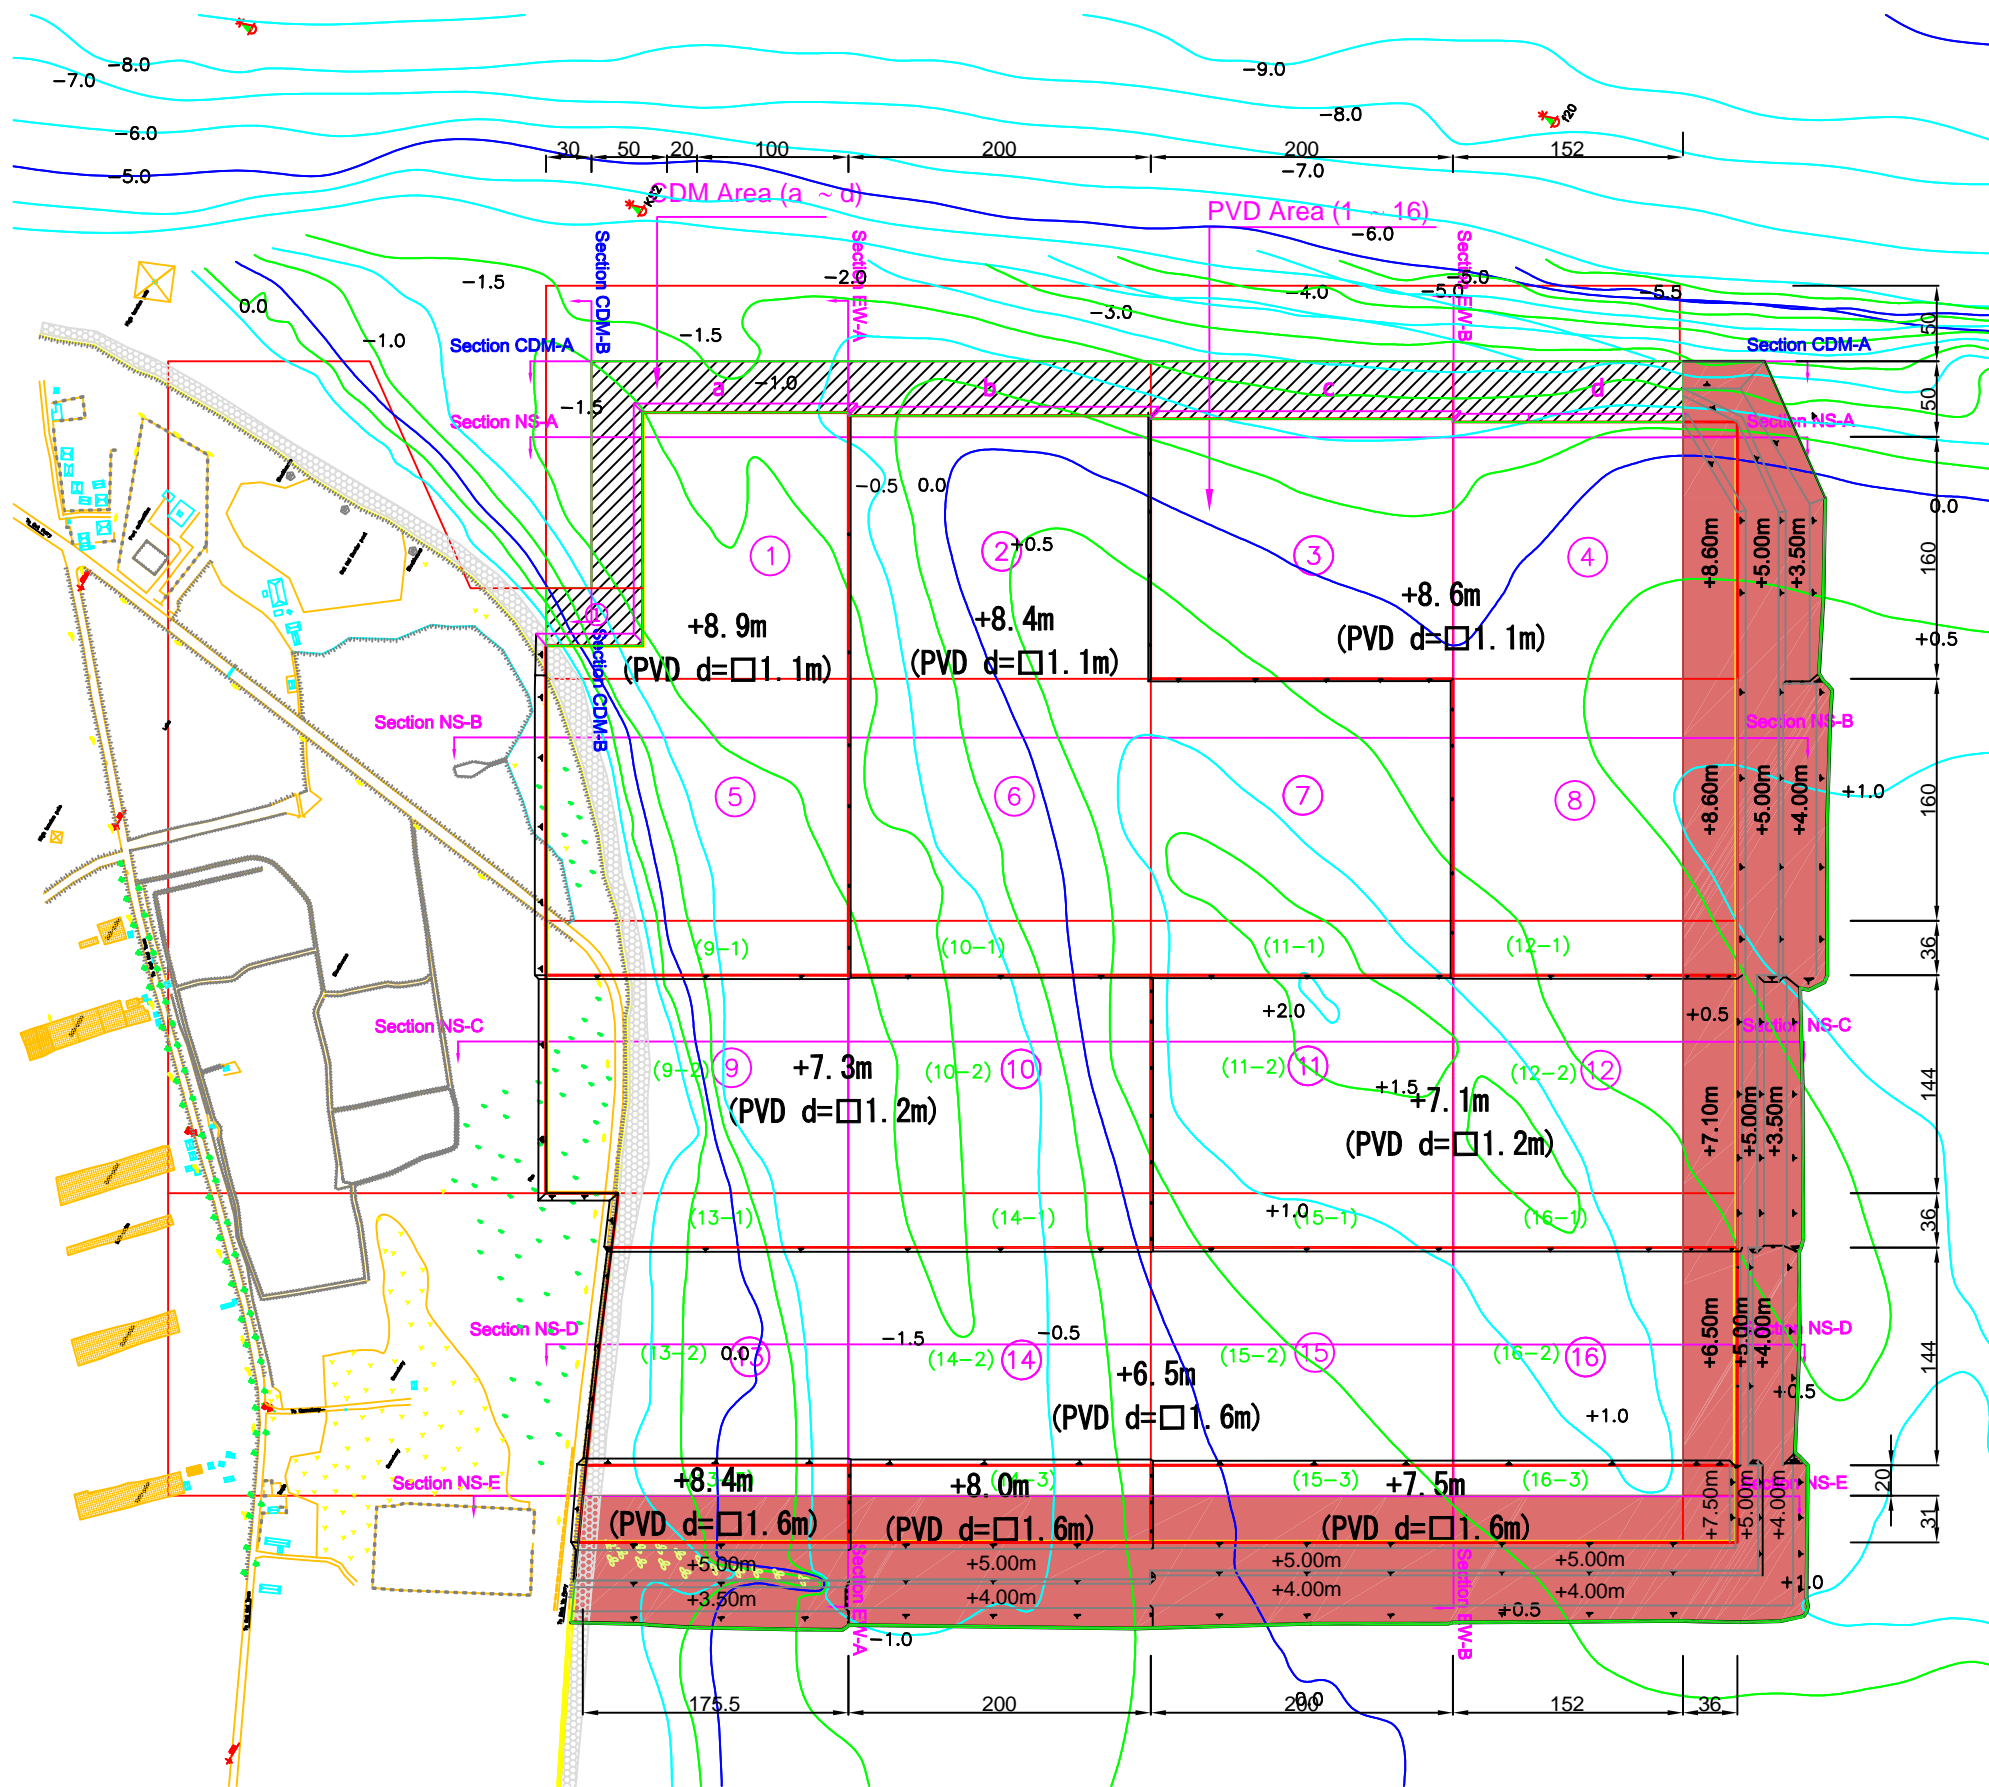 -9.0
-8.0
-7.0
-8.0
-6.0
-5.0
r20
30
50
20
100
200
200
152
-7.0
K12
CDM Area (a ~ d)
PVD Area (1 ~ 16)
-6.0
Section CDM-B
Section EW-A
Section EW-B
-1.5
-2.0
-5.0
-5.0
-5.5
-4.0
-3.0
0.0
-1.0
-1.5
50
Section CDM-A
Section CDM-A
-1.0
a
b
c
d
-1.5
50
Section NS-A
Section NS-A
-0.5
0.0
0.0
+0.5
1
2
3
4
+8.60m
+5.00m
+3.50m
160
+8.9m
(PVD d=□1.1m)
+8.4m
(PVD d=□1.1m)
+8.6m
(PVD d=□1.1m)
+0.5
Section CDM-B
Section NS-B
Section NS-B
5
6
7
8
+8.60m
+5.00m
+4.00m
+1.0
160
(9-1)
(10-1)
(11-1)
(12-1)
36
+2.0
+0.5
Section NS-C
Section NS-C
(9-2)
9
+7.3m
(PVD d=□1.2m)
(10-2)
10
(11-2)
11
+1.5
+7.1m
(PVD d=□1.2m)
(12-2)
12
+7.10m
+5.00m
+3.50m
144
(13-1)
(14-1)
+1.0
(15-1)
(16-1)
36
Section NS-D
Section NS-D
-1.5
-0.5
(13-2)
0.0
13
(14-2)
14
(15-2)
15
(16-2)
16
+6.50m
+5.00m
+4.00m
144
+6.5m
(PVD d=□1.6m)
+0.5
+1.0
Section NS-E
Section NS-E
+8.4m
(PVD d=□1.6m)
+8.0m
(PVD d=□1.6m)
(15-3)
+7.5m
(PVD d=□1.6m)
(16-3)
+7.50m
+5.00m
+4.00m
20
31
+5.00m
+5.00m
+5.00m
+5.00m
+3.50m
+4.00m
+4.00m
+4.00m
+1.0
+0.5
Section EW-A
Section EW-B
-1.0
175.5
200
200
0.0
152
36